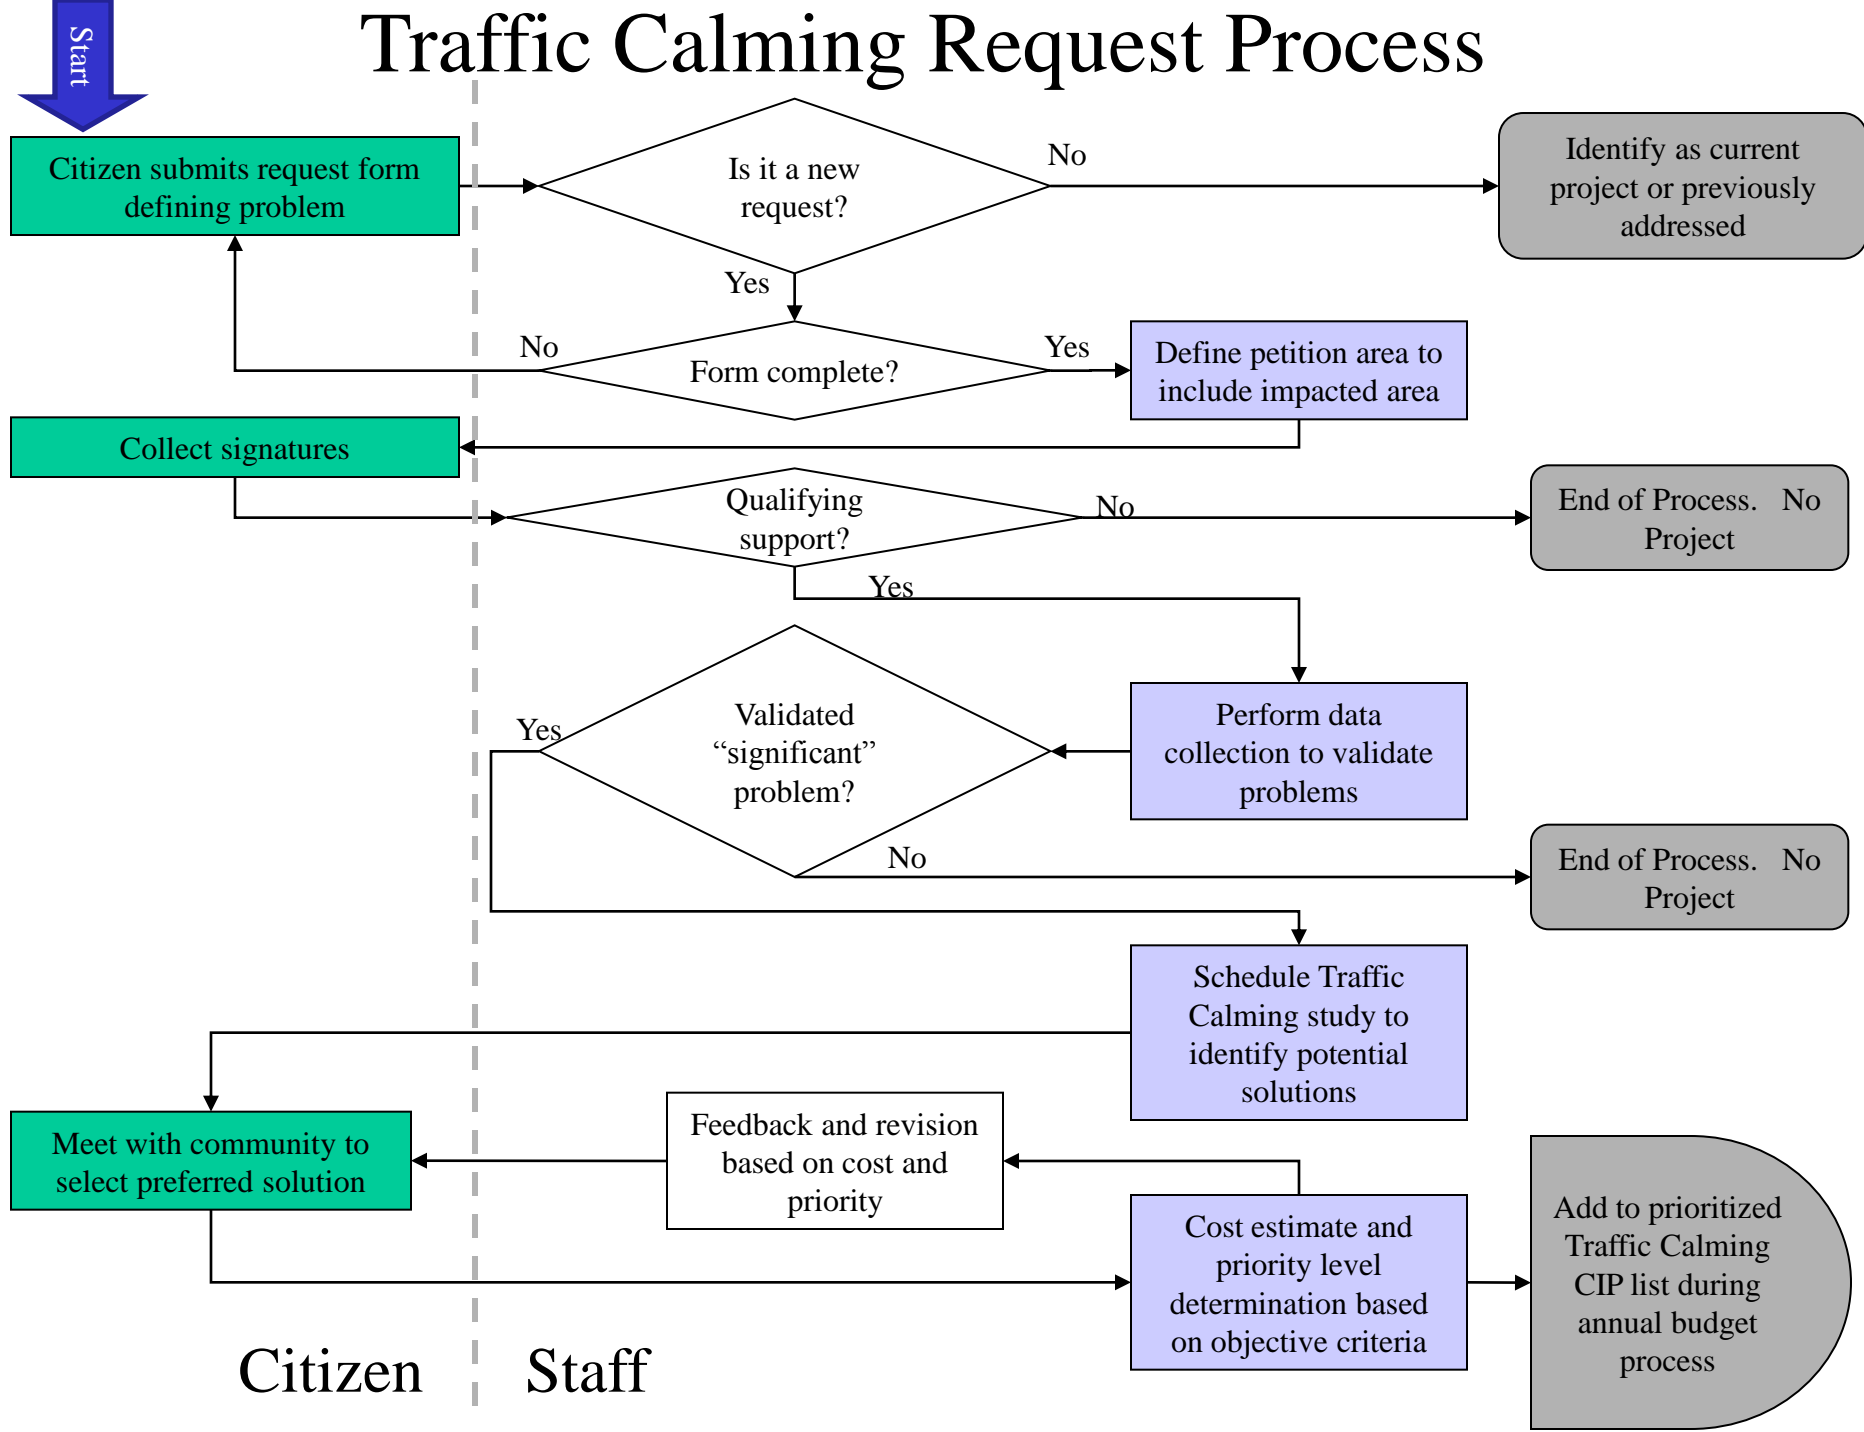 Start
Traffic Calming Request Process
Citizen submits request form
defining problem
Is it a new
request?
No
Identify as current
project or previously
addressed
Yes
No
Form complete?
Yes
Define petition area to
include impacted area
Collect signatures
Qualifying
support?
No
End of Process.   No
Project
Yes
Yes
Validated
“significant”
problem?
Perform data
collection to validate
problems
No
End of Process.   No
Project
Schedule Traffic
Calming study to
identify potential
solutions
Meet with community to
select preferred solution
Feedback and revision
based on cost and
priority
Cost estimate and
priority level
determination based
on objective criteria
Add to prioritized
Traffic Calming
CIP list during
annual budget
process
Citizen
Staff